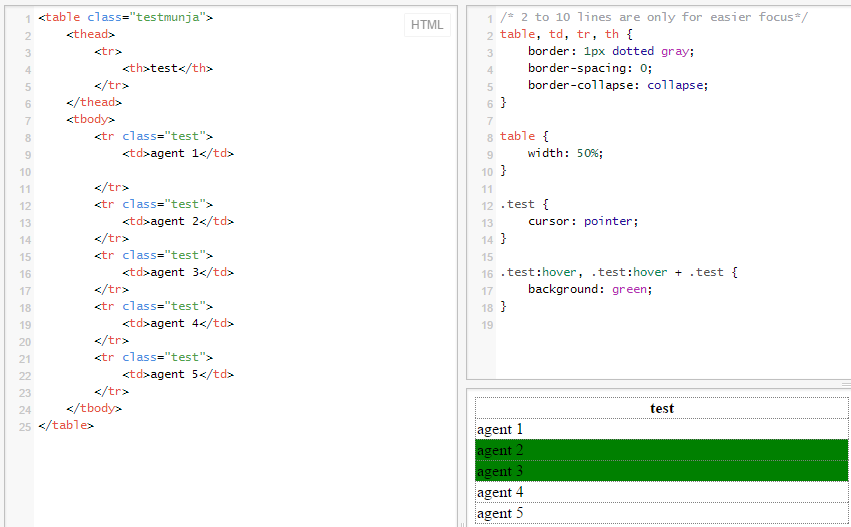 HTML
1 <table class="testmunja">
2 <thead>
3 <tr>
4 <th>test</th>
5 </tr>
6 </thead>
7 <tbody>
8 <tr class="test">
9 <td>agent 1</td>
10
11 </tr>
12 <tr class="test">
13 <td>agent 2</td>
14 </tr>
15 <tr class="test">
16 <td>agent 3</td>
17 </tr>
18 <tr class="test">
19 <td>agent 4</td>
20 </tr>
21 <tr class="test">
22 <td>agent 5</td>
23 </tr>
24 </tbody>
25 </table>
1 /* 2 to 10 lines are only for easier focus*/
2 table, td, tr, th {
3 border: 1px dotted gray;
4 border-spacing: 0;
5 border-collapse: collapse;
6 }
7
8 table {
9 width: 50%;
10 }
11
12 .test {
13 cursor: pointer;
14 }
15
16 .test:hover, .test:hover + .test {
17 background: green;
18 }
19
test
agent 1
agent 2
agent 3
agent 4
agent 5